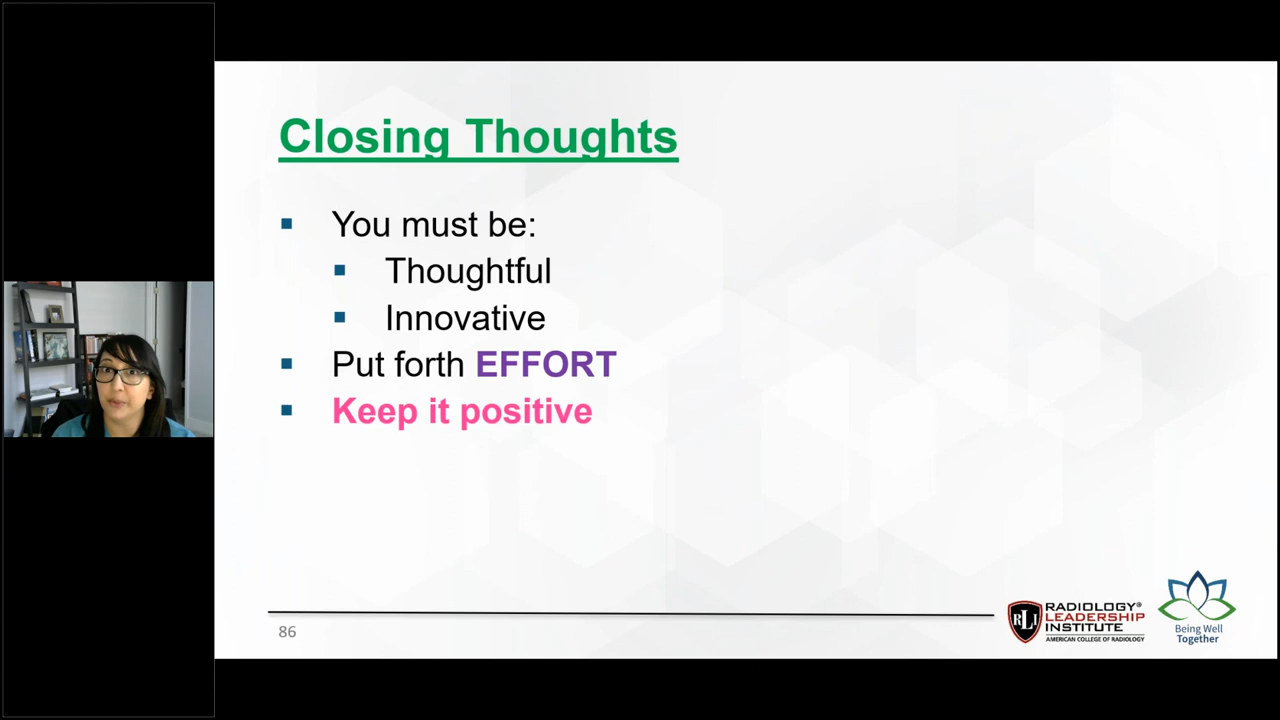 Closing Thoughts
You must be:
Thoughtful
Innovative
Put forth EFFORT
Keep it positive
86
RLI
RADIOLOGY®
LEADERSHIP
INSTITUTE
AMERICAN COLLEGE OF RADIOLOGY
Being Well
Together